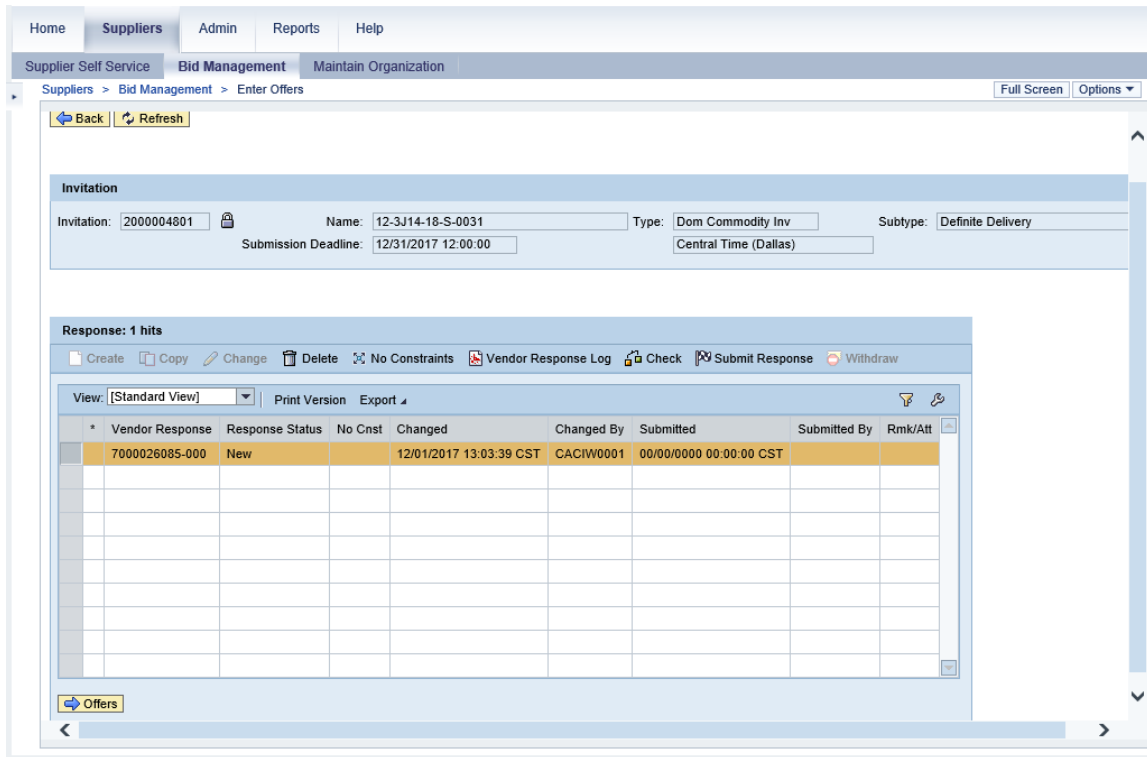 Home Suppliers Admin Reports Help
Supplier Self Service Bid Management Maintain Organization
Suppliers > Bid Management > Enter Offers Full Screen Options
Back Refresh
Invitation
Invitation: 2000004801 Name: 12-3J14-18-S-0031 Type: Dom Commodity Inv Subtype: Definite Delivery
Submission Deadline: 12/31/2017 12:00:00 Central Time (Dallas)
Response: 1 hits
Create Copy Change Delete No Constraints Vendor Response Log Check Submit Response Withdraw
View: [Standard View] Print Version Export
* Vendor Response Response Status No Cnst Changed Changed By Submitted Submitted By Rmk/Att
7000026085-000 New 12/01/2017 13:03:39 CST CACIW0001 00/00/0000 00:00:00 CST
Offers